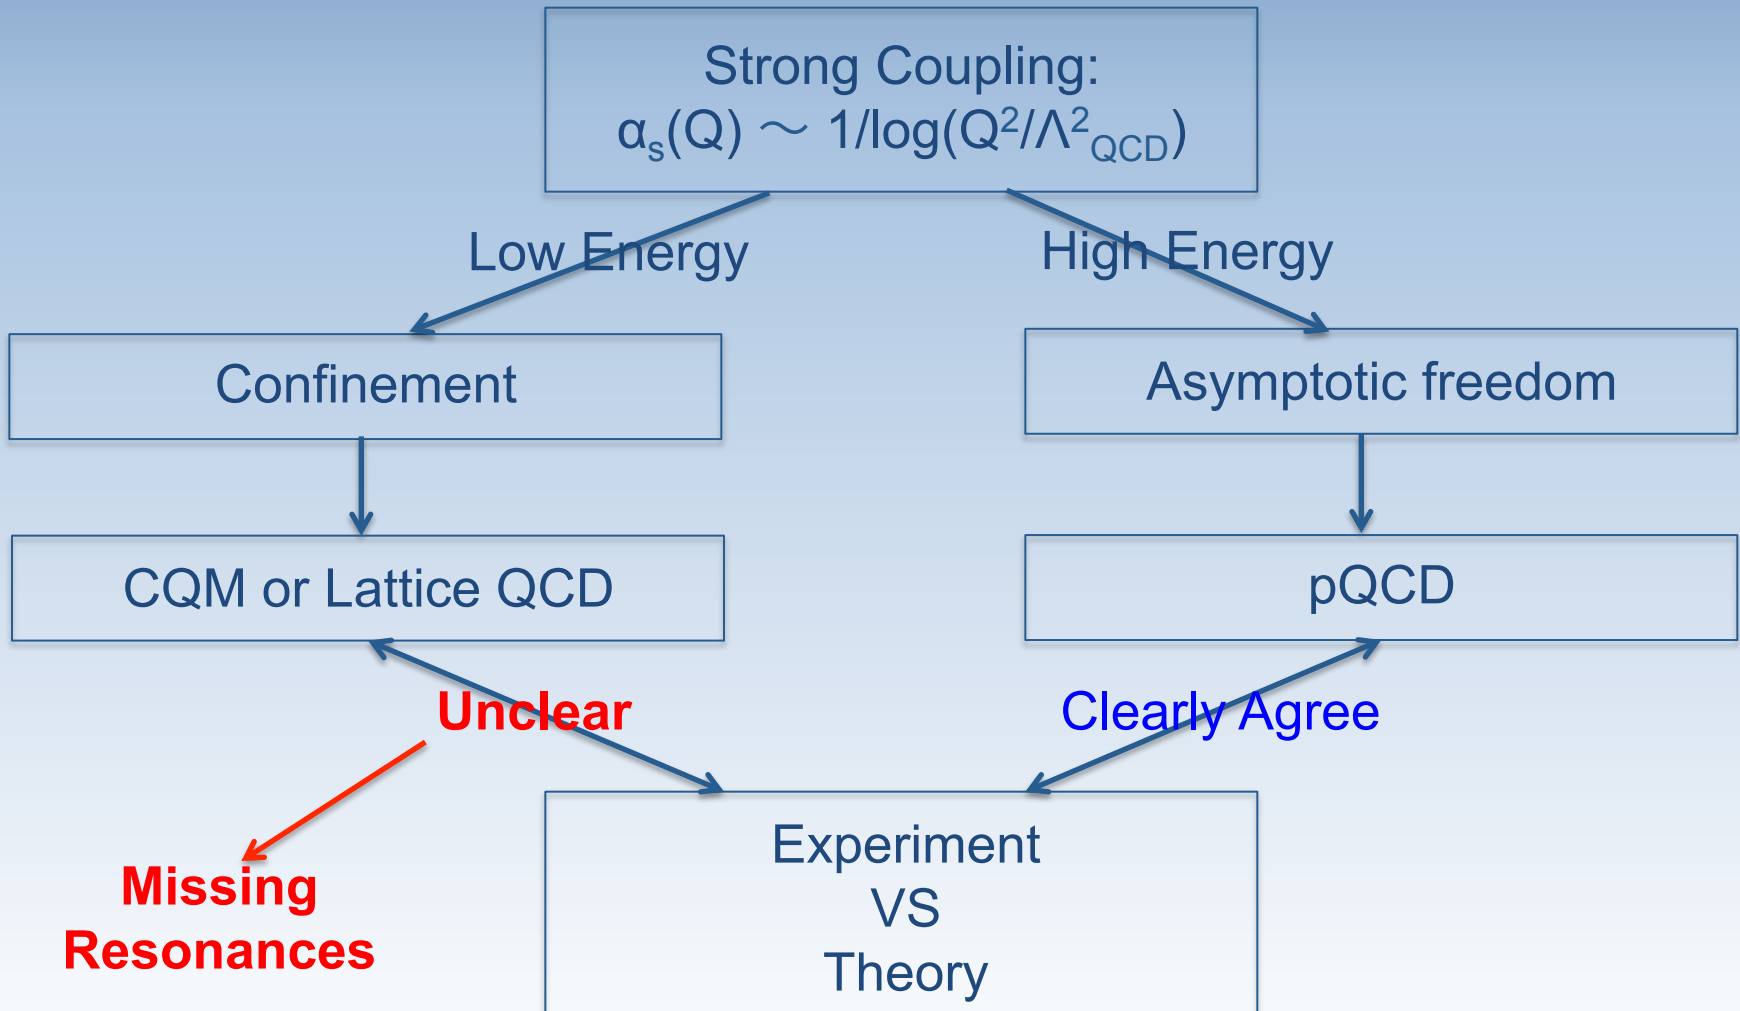 Strong Coupling:
αs(Q) ～ 1/log(Q²/Λ²QCD)
Low Energy
High Energy
Confinement
Asymptotic freedom
CQM or Lattice QCD
pQCD
Unclear
Clearly Agree
Missing
Resonances
Experiment
VS
Theory